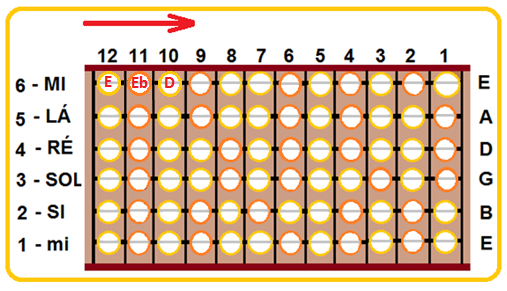 12 11 10 9 8 7 6 5 4 3 2 1
6 - MI E Eb D E
5 - LÁ A
4 - RÉ D
3 - SOL G
2 - SI B
1 - mi E